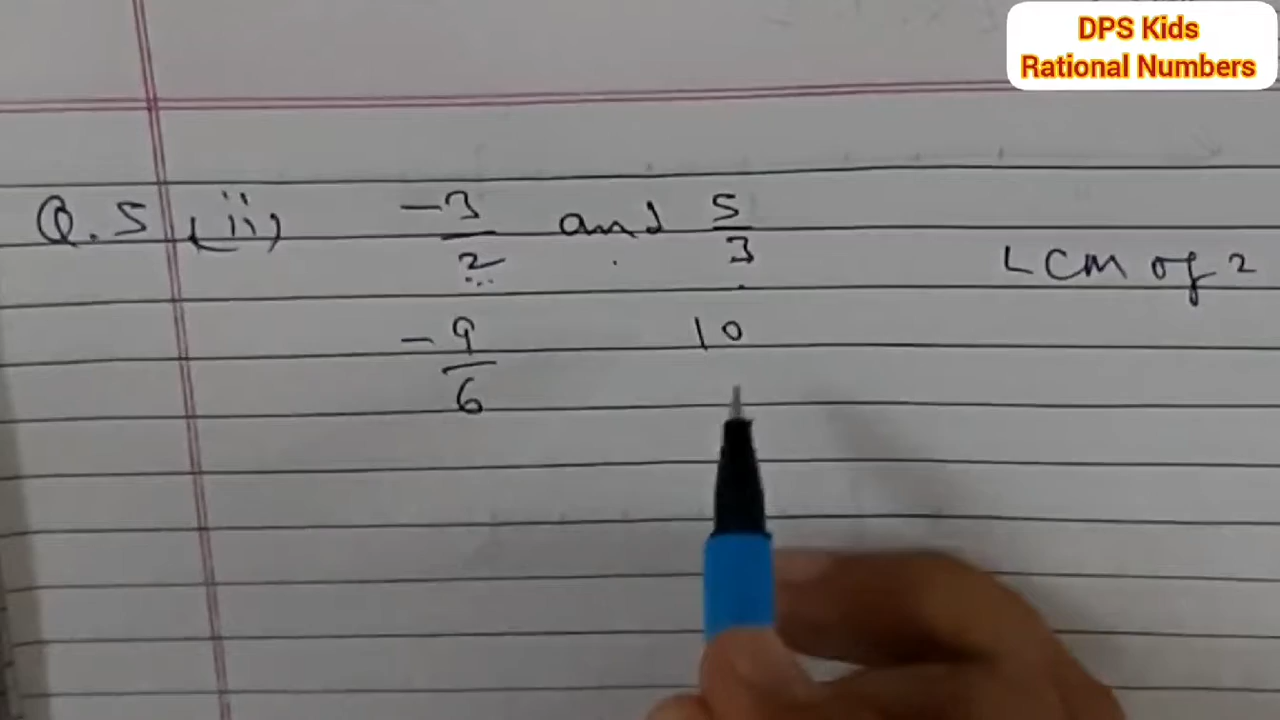 DPS Kids
Rational Numbers
Q.5 (ii) -3/2 and 5/3
LCM of 2
-9/6 10